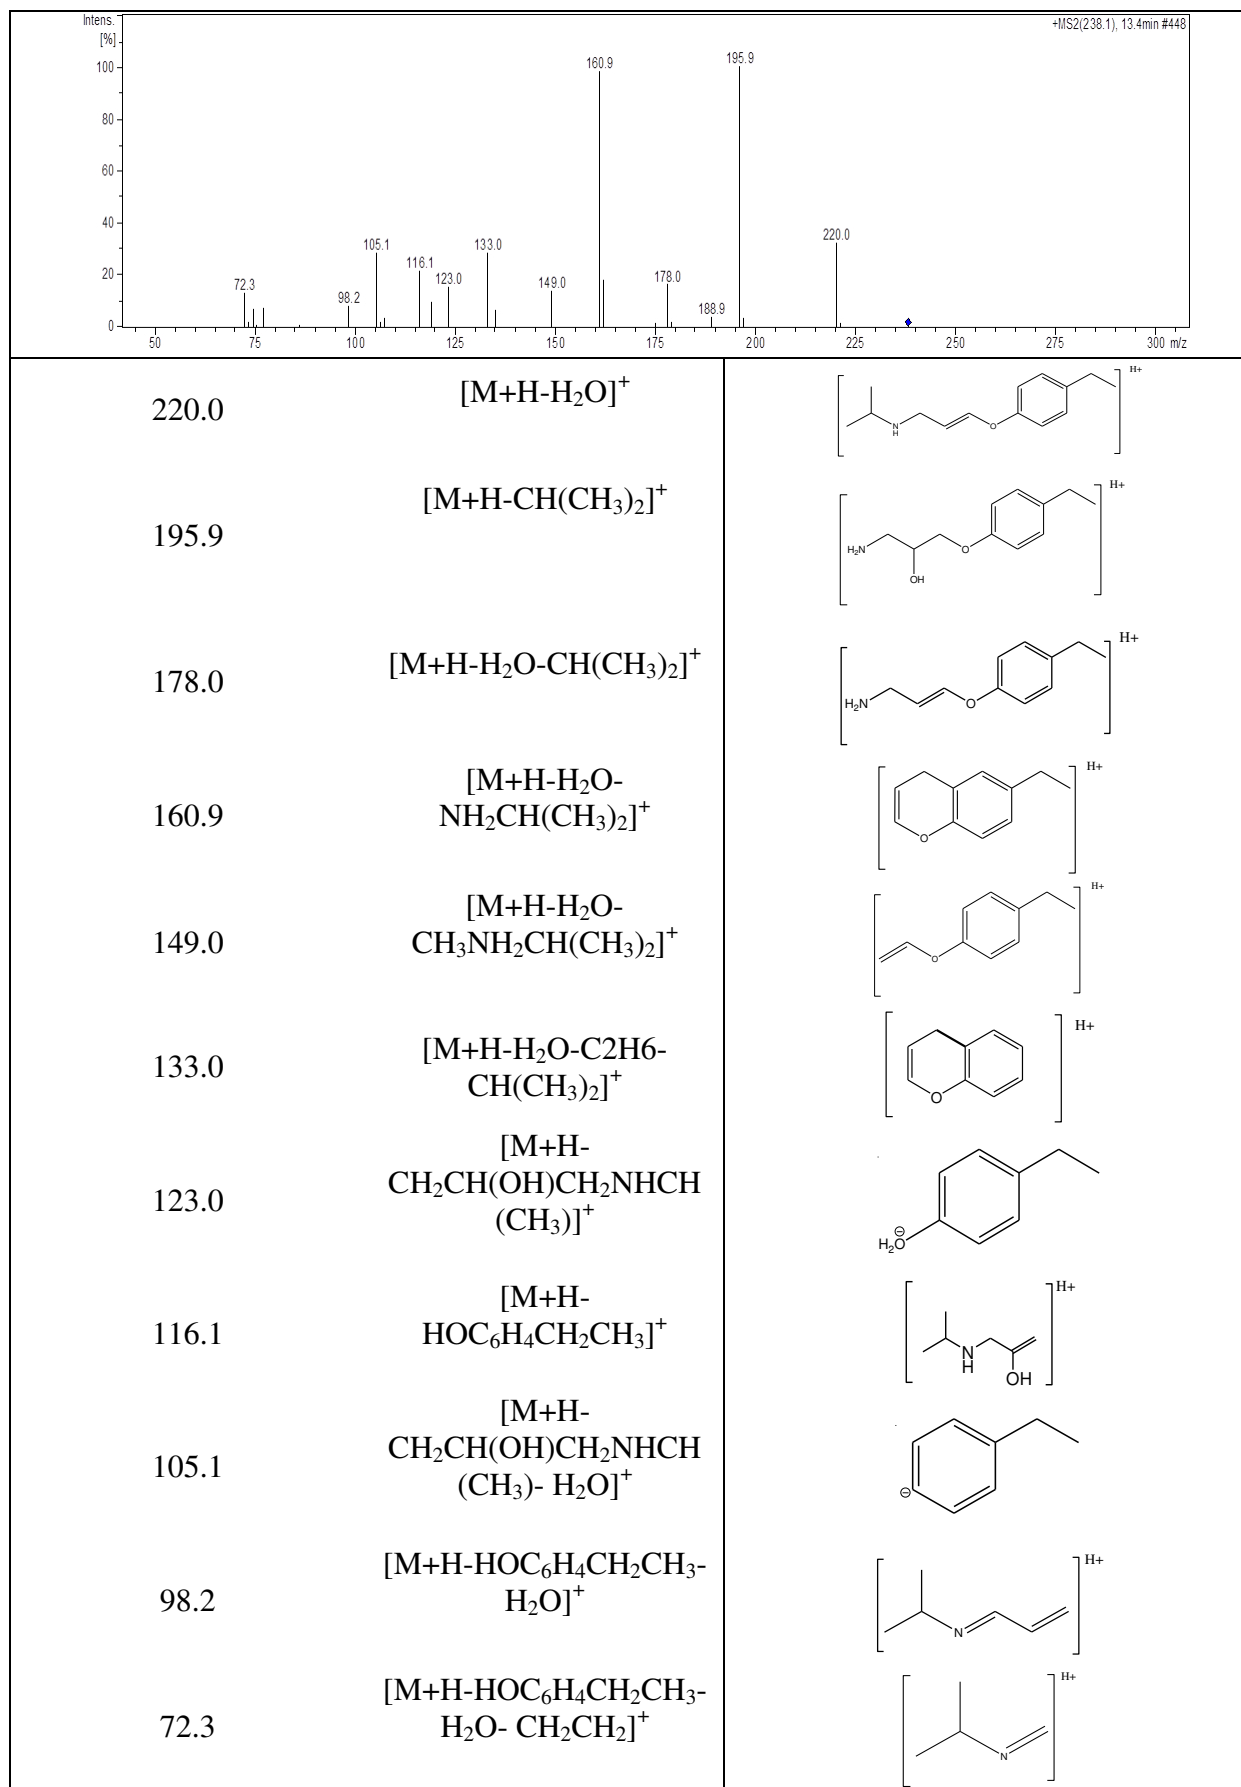 Intens.
[%]
+MS2(238.1), 13.4min #448
100
80
60
40
20
0
72.3
98.2
105.1
116.1
123.0
133.0
149.0
160.9
178.0
188.9
195.9
220.0
50 75 100 125 150 175 200 225 250 275 300 m/z
220.0 [M+H-H₂O]⁺
H+
N
H
O
[M+H-CH(CH₃)₂]⁺
195.9
H+
H₂N
OH
O
178.0 [M+H-H₂O-CH(CH₃)₂]⁺
H+
H₂N
O
[M+H-H₂O-
160.9 NH₂CH(CH₃)₂]⁺
H+
O
[M+H-H₂O-
149.0 CH₃NH₂CH(CH₃)₂]⁺
H+
O
[M+H-H₂O-C2H6-
133.0 CH(CH₃)₂]⁺
H+
O
[M+H-
123.0 CH₂CH(OH)CH₂NHCH
(CH₃)]⁺
H₂O⊖
[M+H-
116.1 HOC₆H₄CH₂CH₃]⁺
H+
N
H
OH
[M+H-
105.1 CH₂CH(OH)CH₂NHCH
(CH₃)- H₂O]⁺
⊖
[M+H-HOC₆H₄CH₂CH₃-
98.2 H₂O]⁺
H+
N
[M+H-HOC₆H₄CH₂CH₃-
72.3 H₂O- CH₂CH₂]⁺
H+
N